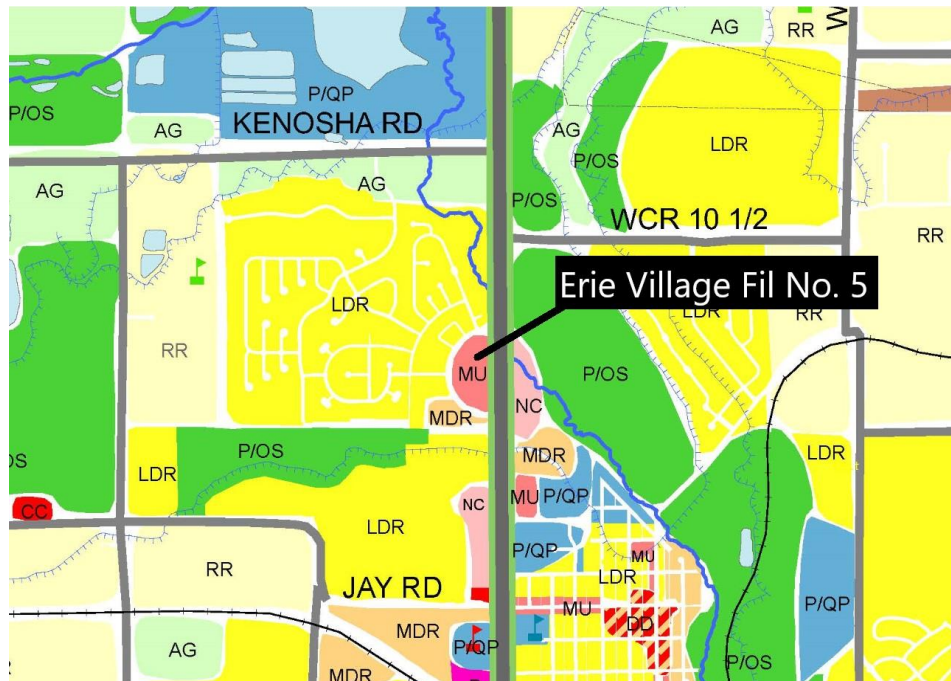 AG
RR
W
P/QP
P/OS
KENOSHA RD
AG
AG
P/OS
LDR
P/OS
AG
AG
WCR 10 1/2
RR
Erie Village Fil No. 5
LDR
LDR
RR
RR
P/OS
MU
NC
MDR
P/OS
MDR
LDR
LDR
OS
MU
P/QP
NC
CC
LDR
P/QP
MU
RR
LDR
JAY RD
MU
P/QP
MDR
DD
AG
P/QP
MDR
P/OS